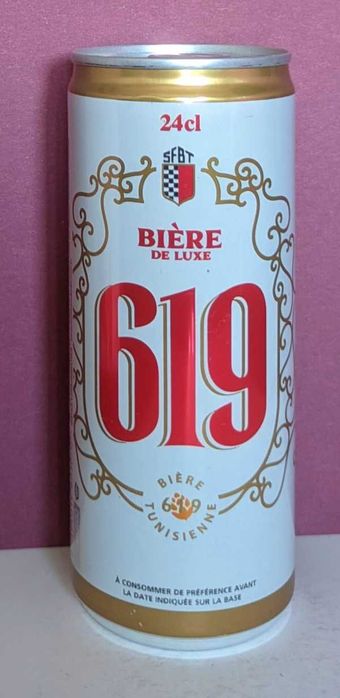 24cl
SFBT
BIÈRE
DE LUXE
619
BIÈRE
619
TUNISIENNE
À CONSOMMER DE PRÉFÉRENCE AVANT
LA DATE INDIQUÉE SUR LA BASE